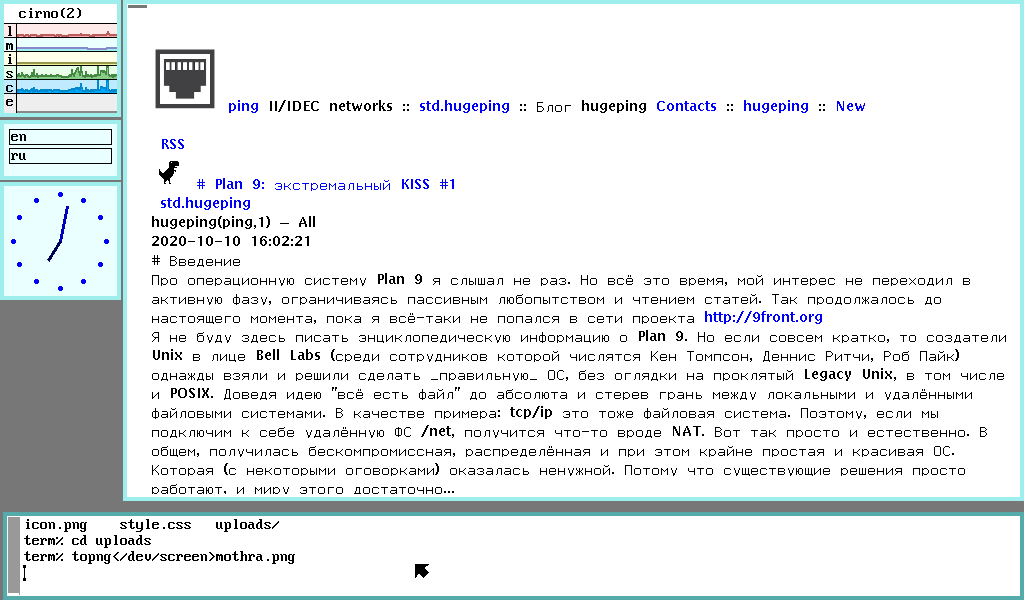 cirno(2)
l
m
i
s
c
e
en
ru
ping II/IDEC networks :: std.hugeping :: Блог hugeping Contacts :: hugeping :: New
RSS
# Plan 9: экстремальный KISS #1
std.hugeping
hugeping(ping,1) — All
2020-10-10 16:02:21
# Введение
Про операционную систему Plan 9 я слышал не раз. Но всё это время, мой интерес не переходил в
активную фазу, ограничиваясь пассивным любопытством и чтением статей. Так продолжалось до
настоящего момента, пока я всё-таки не попался в сети проекта http://9front.org
Я не буду здесь писать энциклопедическую информацию о Plan 9. Но если совсем кратко, то создатели
Unix в лице Bell Labs (среди сотрудников которой числятся Кен Томпсон, Деннис Ритчи, Роб Пайк)
однажды взяли и решили сделать _правильную_ ОС, без оглядки на проклятый Legacy Unix, в том числе
и POSIX. Доведя идею "всё есть файл" до абсолюта и стерев грань между локальными и удалёнными
файловыми системами. В качестве примера: tcp/ip это тоже файловая система. Поэтому, если мы
подключим к себе удалённую ФС /net, получится что-то вроде NAT. Вот так просто и естественно. В
общем, получилась бескомпромиссная, распределённая и при этом крайне простая и красивая ОС.
Которая (с некоторыми оговорками) оказалась ненужной. Потому что существующие решения просто
работают, и миру этого достаточно...
icon.png style.css uploads/
term% cd uploads
term% topng</dev/screen>mothra.png